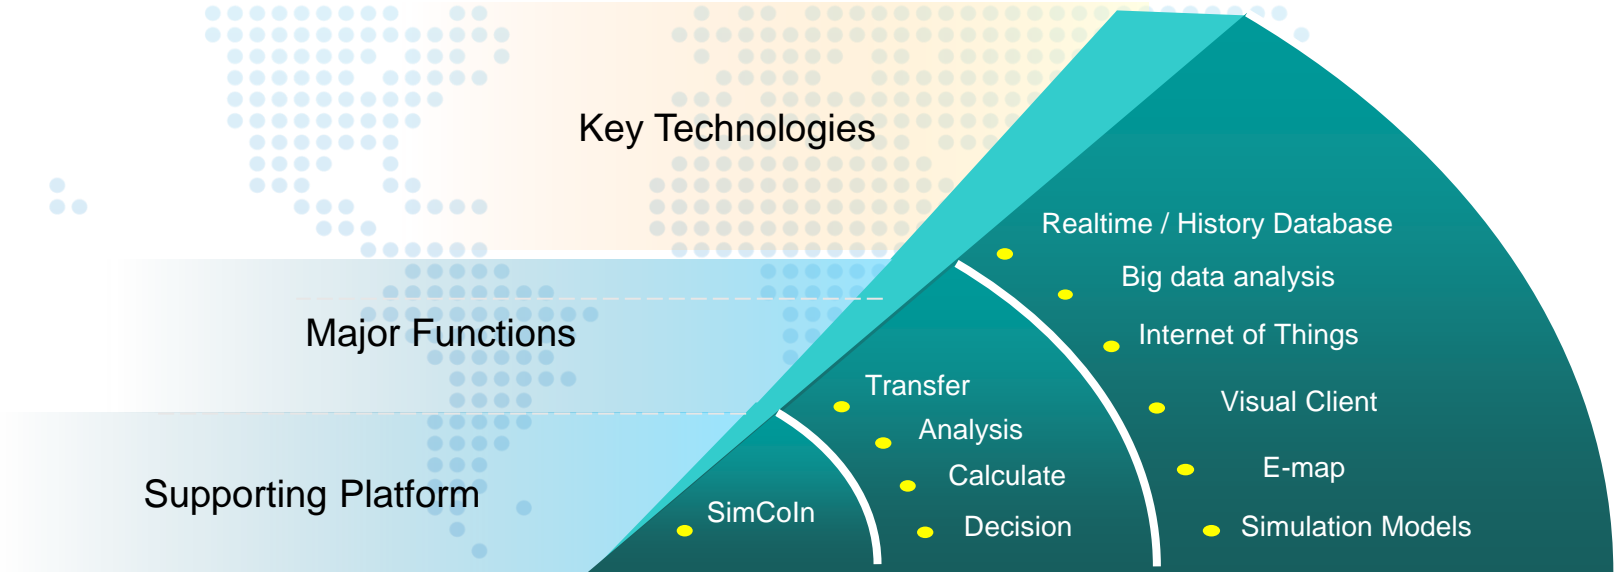 Key Technologies
Realtime / History Database
Big data analysis
Internet of Things
Visual Client
E-map
Simulation Models
Major Functions
Transfer
Analysis
Calculate
Decision
Supporting Platform
SimCoIn